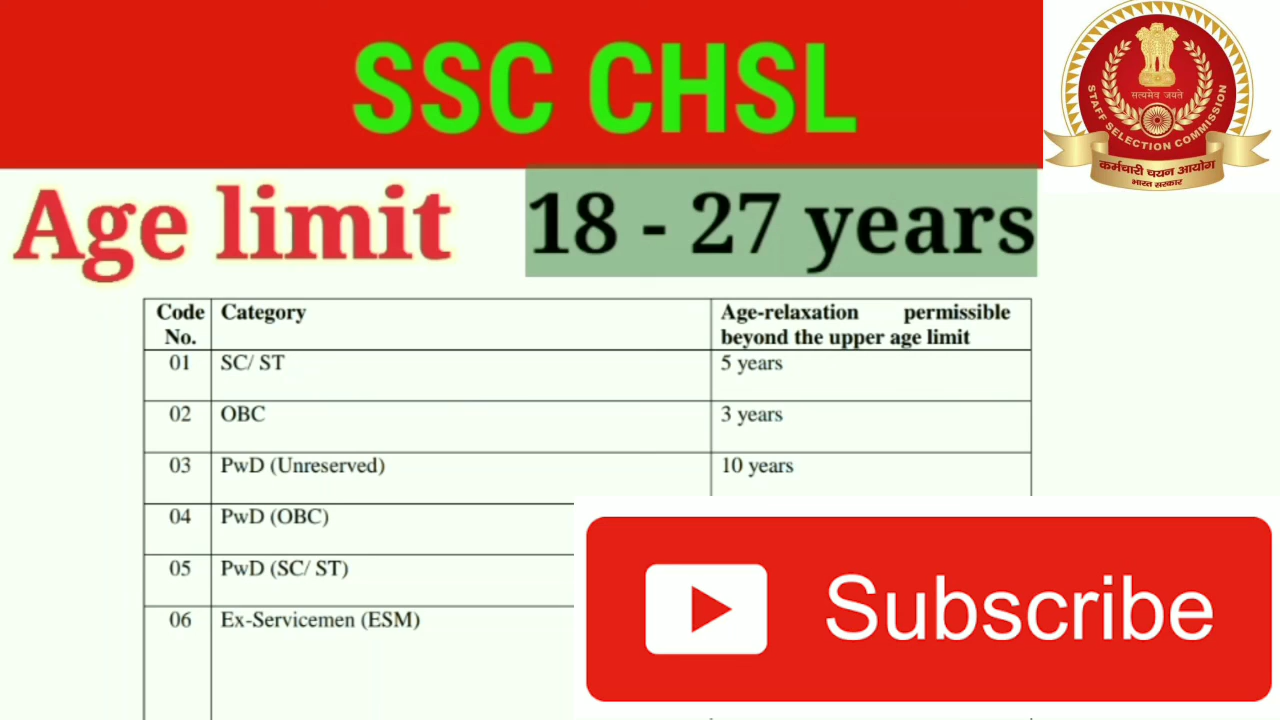 SSC CHSL
सत्यमेव जयते
STAFF SELECTION COMMISSION
कर्मचारी चयन आयोग
भारत सरकार
Age limit 18 - 27 years
Code No. Category Age-relaxation permissible beyond the upper age limit
01 SC/ ST 5 years
02 OBC 3 years
03 PwD (Unreserved) 10 years
04 PwD (OBC)
05 PwD (SC/ ST)
06 Ex-Servicemen (ESM)
Subscribe